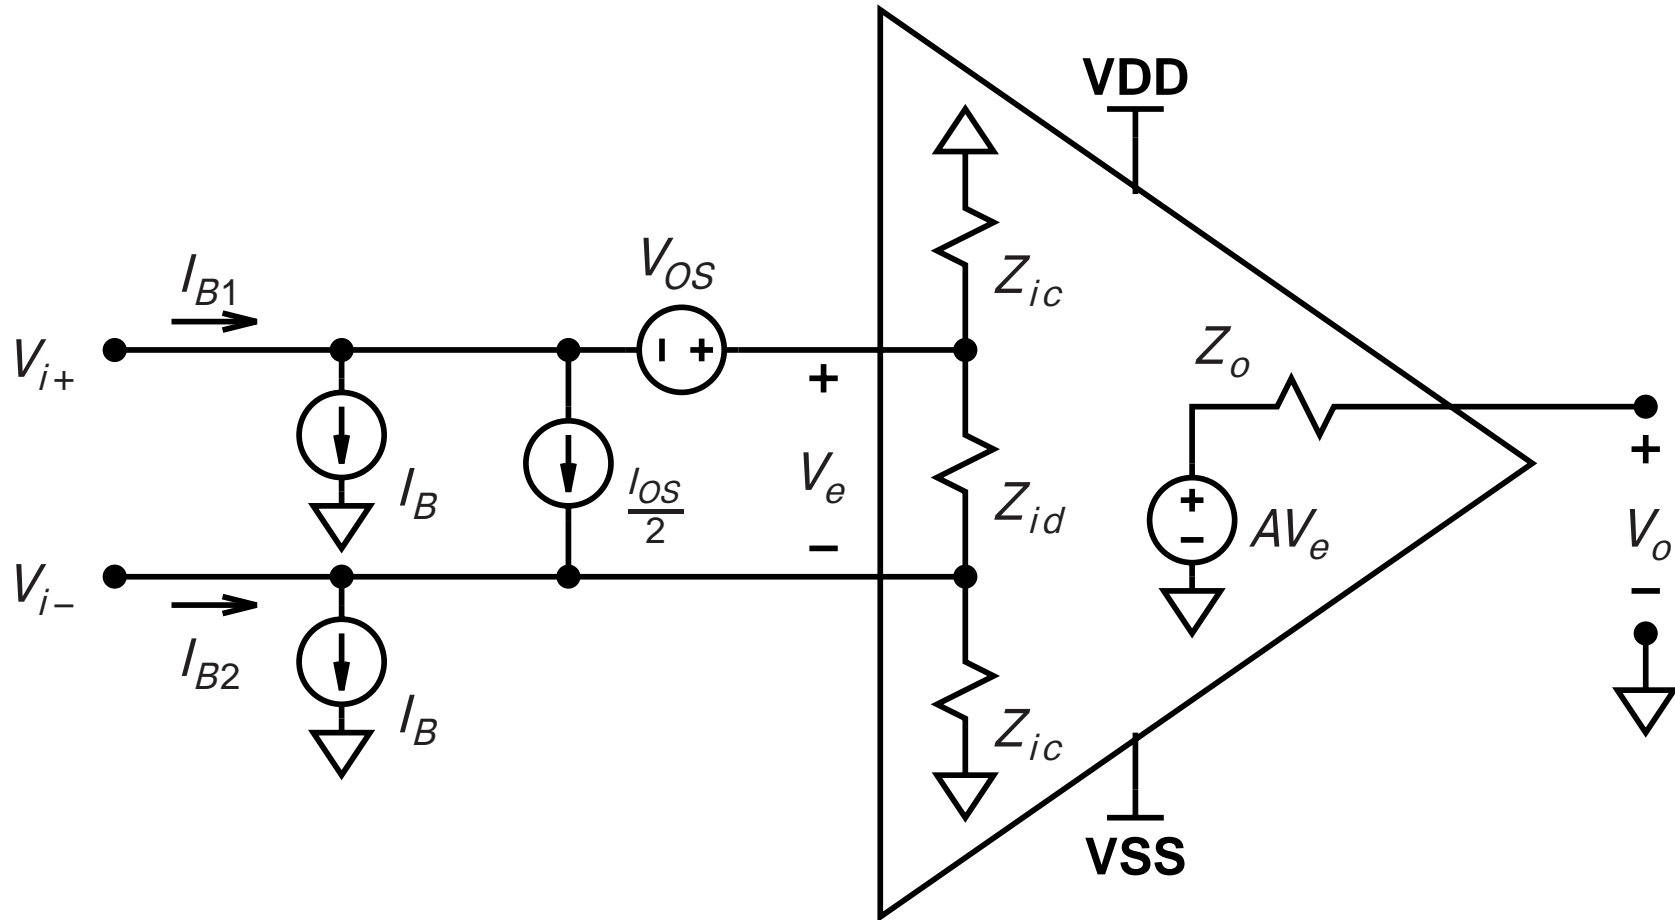 VDD
V_OS
I_B1
Z_ic
V_i+
+
Z_o
− +
I_B
I_OS
2
V_e
Z_id
+
−
AV_e
+
V_o
−
−
V_i−
I_B2
I_B
Z_ic
VSS